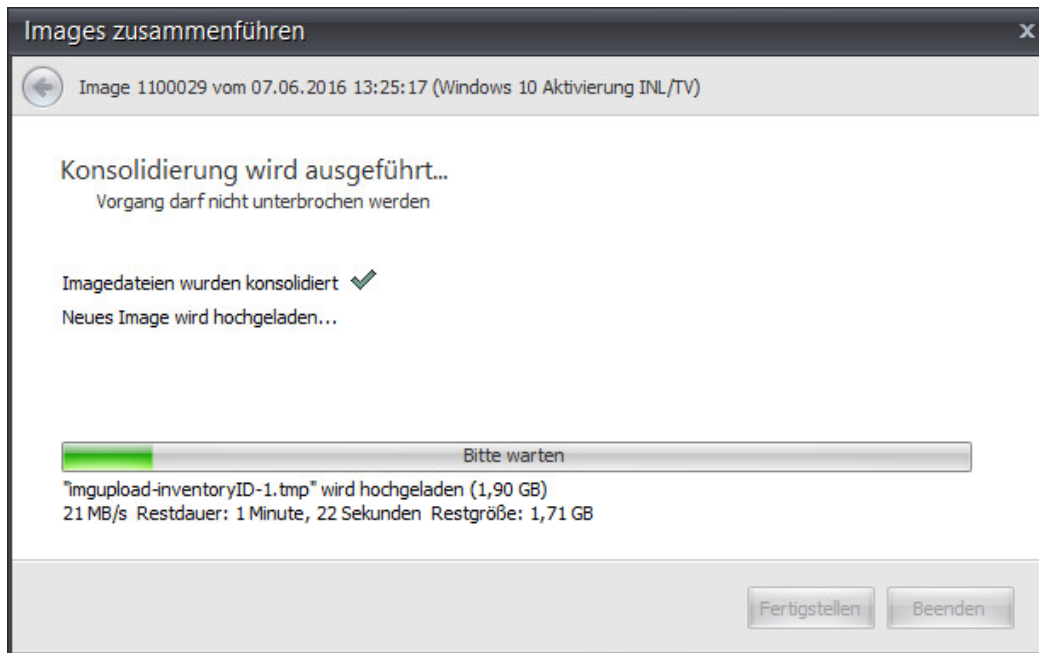 Images zusammenführen x
Image 1100029 vom 07.06.2016 13:25:17 (Windows 10 Aktivierung INL/TV)
Konsolidierung wird ausgeführt...
Vorgang darf nicht unterbrochen werden
Imagedateien wurden konsolidiert
Neues Image wird hochgeladen...
Bitte warten
"imgupload-inventoryID-1.tmp" wird hochgeladen (1,90 GB)
21 MB/s Restdauer: 1 Minute, 22 Sekunden Restgröße: 1,71 GB
Fertigstellen Beenden